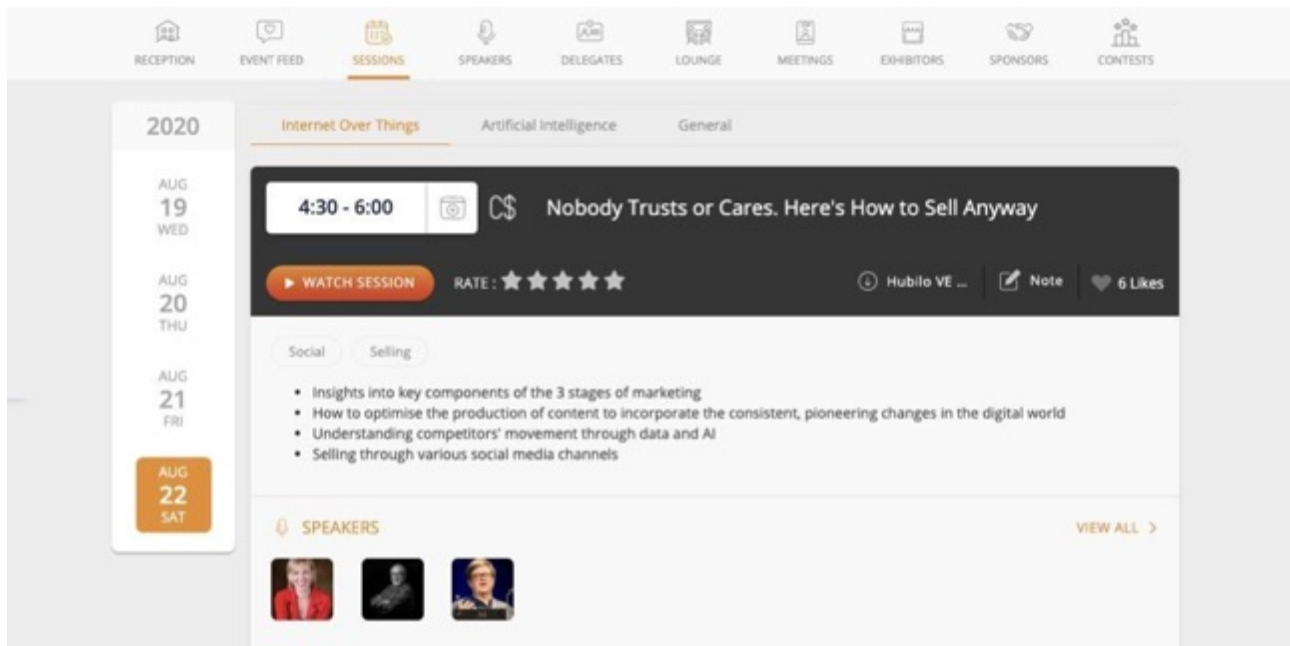 RECEPTION EVENT FEED SESSIONS SPEAKERS DELEGATES LOUNGE MEETINGS EXHIBITORS SPONSORS CONTESTS
2020
Internet Over Things Artificial Intelligence General
AUG
19
WED
AUG
20
THU
AUG
21
FRI
AUG
22
SAT
4:30 - 6:00 C$ Nobody Trusts or Cares. Here's How to Sell Anyway
WATCH SESSION RATE : Hubilo VE ... Note 6 Likes
Social Selling
• Insights into key components of the 3 stages of marketing
• How to optimise the production of content to incorporate the consistent, pioneering changes in the digital world
• Understanding competitors' movement through data and AI
• Selling through various social media channels
SPEAKERS VIEW ALL >